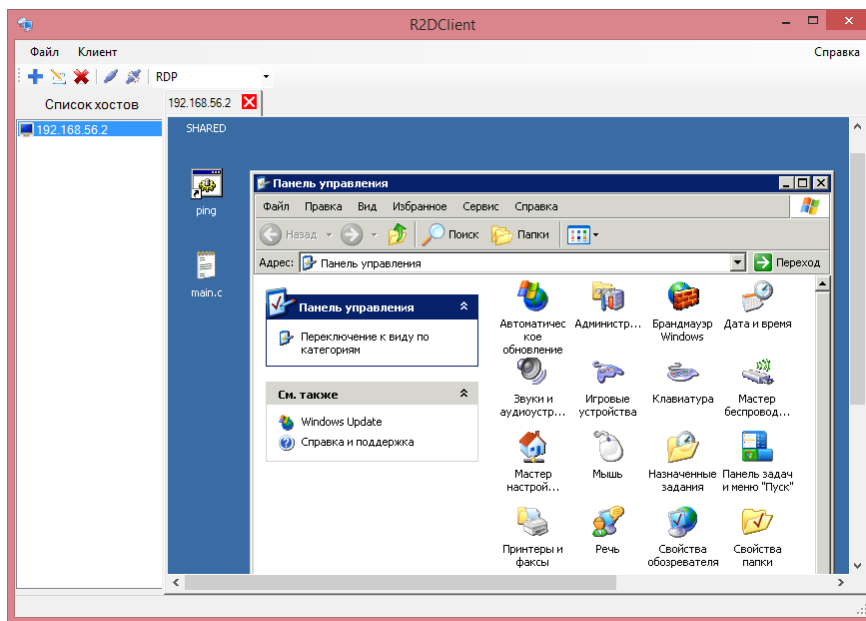 R2DClient
Файл Клиент Справка
RDP
Список хостов
192.168.56.2
192.168.56.2
SHARED
ping
main.c
Панель управления
Файл Правка Вид Избранное Сервис Справка
Назад Поиск Папки
Адрес: Панель управления Переход
Панель управления
Переключение к виду по
категориям
См. также
Windows Update
Справка и поддержка
Автоматичес
кое
обновление
Администр...
Брандмауэр
Windows
Дата и время
Звуки и
аудиоустр...
Игровые
устройства
Клавиатура
Мастер
беспровод...
Мастер
настрой...
Мышь
Назначенные
задания
Панель задач
и меню "Пуск"
Принтеры и
факсы
Речь
Свойства
обозревателя
Свойства
папки